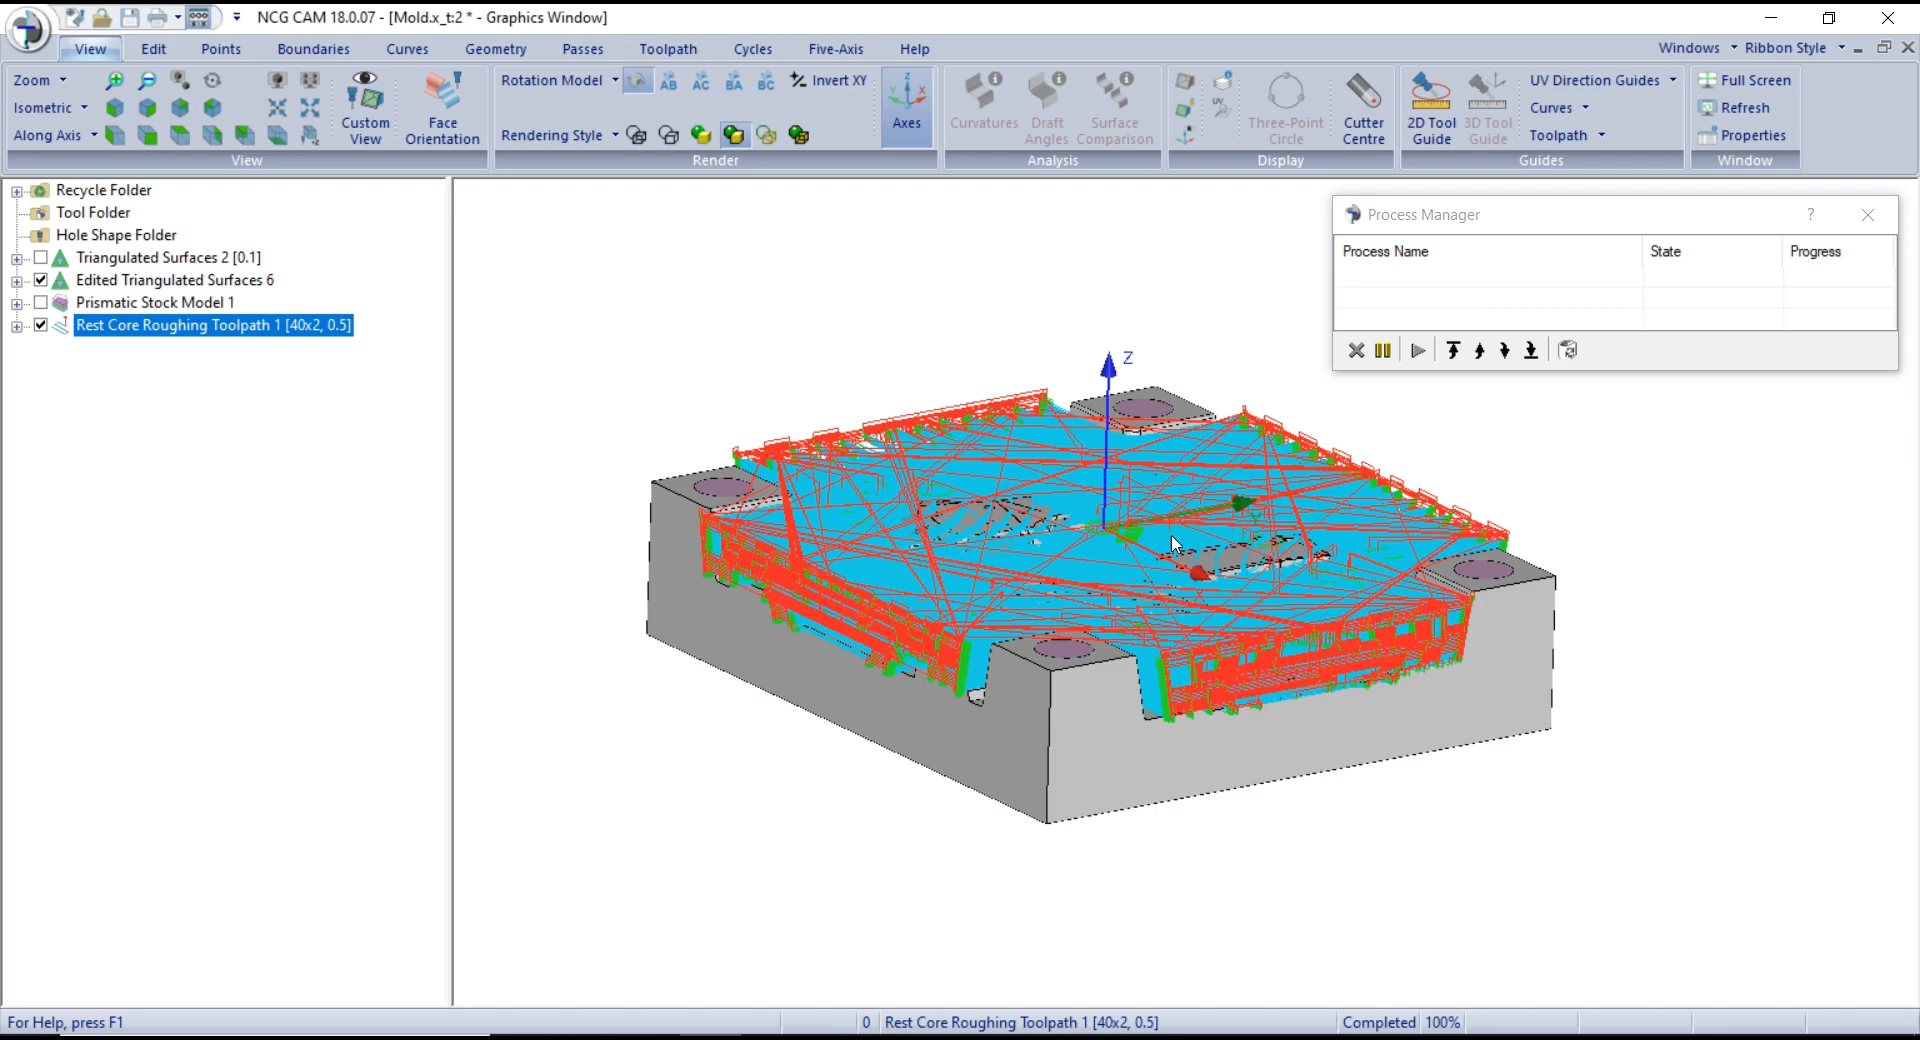 NCG CAM 18.0.07 - [Mold.x_t:2 * - Graphics Window]
View Edit Points Boundaries Curves Geometry Passes Toolpath Cycles Five-Axis Help Windows Ribbon Style
Zoom
Isometric
Along Axis
Custom View
Face Orientation
View
Rotation Model AB AC BA BC Invert XY
Rendering Style
Axes
Render
Curvatures
Draft Angles
Surface Comparison
Analysis
UV
Three-Point Circle
Cutter Centre
Display
2D Tool Guide
3D Tool Guide
UV Direction Guides
Curves
Toolpath
Guides
Full Screen
Refresh
Properties
Window
Recycle Folder
Tool Folder
Hole Shape Folder
Triangulated Surfaces 2 [0.1]
Edited Triangulated Surfaces 6
Prismatic Stock Model 1
Rest Core Roughing Toolpath 1 [40x2, 0.5]
Process Manager ?
Process Name State Progress
Z
Y
For Help, press F1 0 Rest Core Roughing Toolpath 1 [40x2, 0.5] Completed 100%